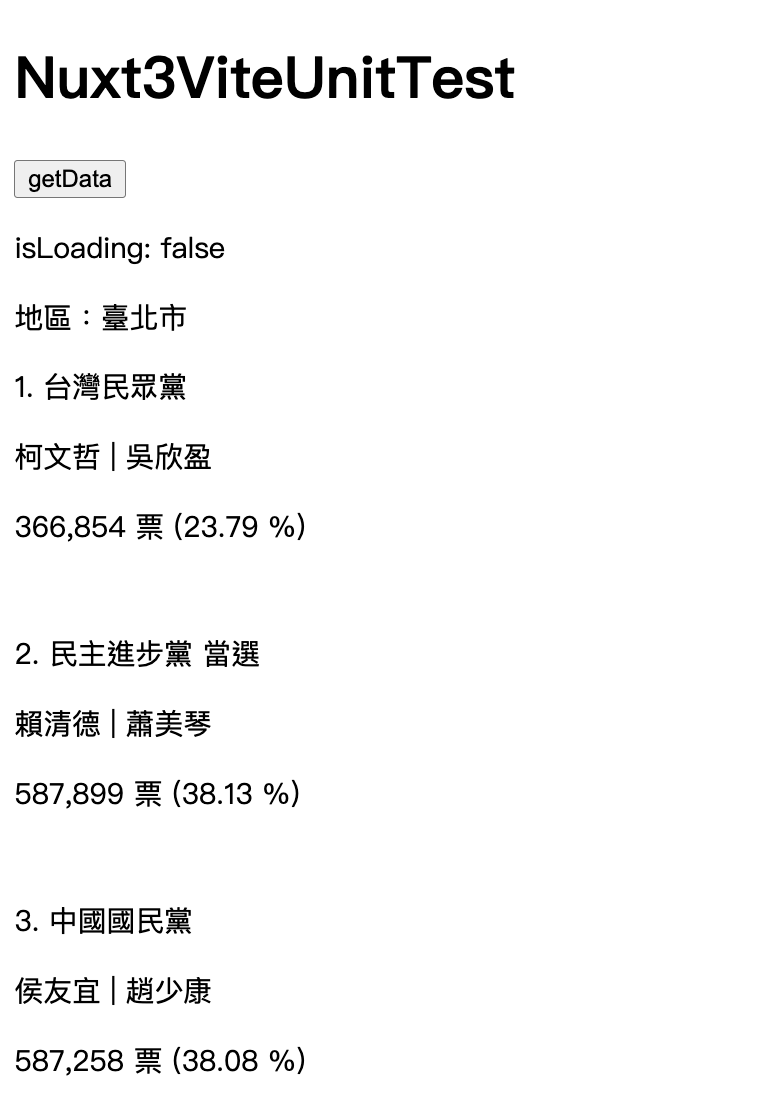 Nuxt3ViteUnitTest
getData
isLoading: false
地區：臺北市
1. 台灣民眾黨
柯文哲 | 吳欣盈
366,854 票 (23.79 %)
2. 民主進步黨 當選
賴清德 | 蕭美琴
587,899 票 (38.13 %)
3. 中國國民黨
侯友宜 | 趙少康
587,258 票 (38.08 %)